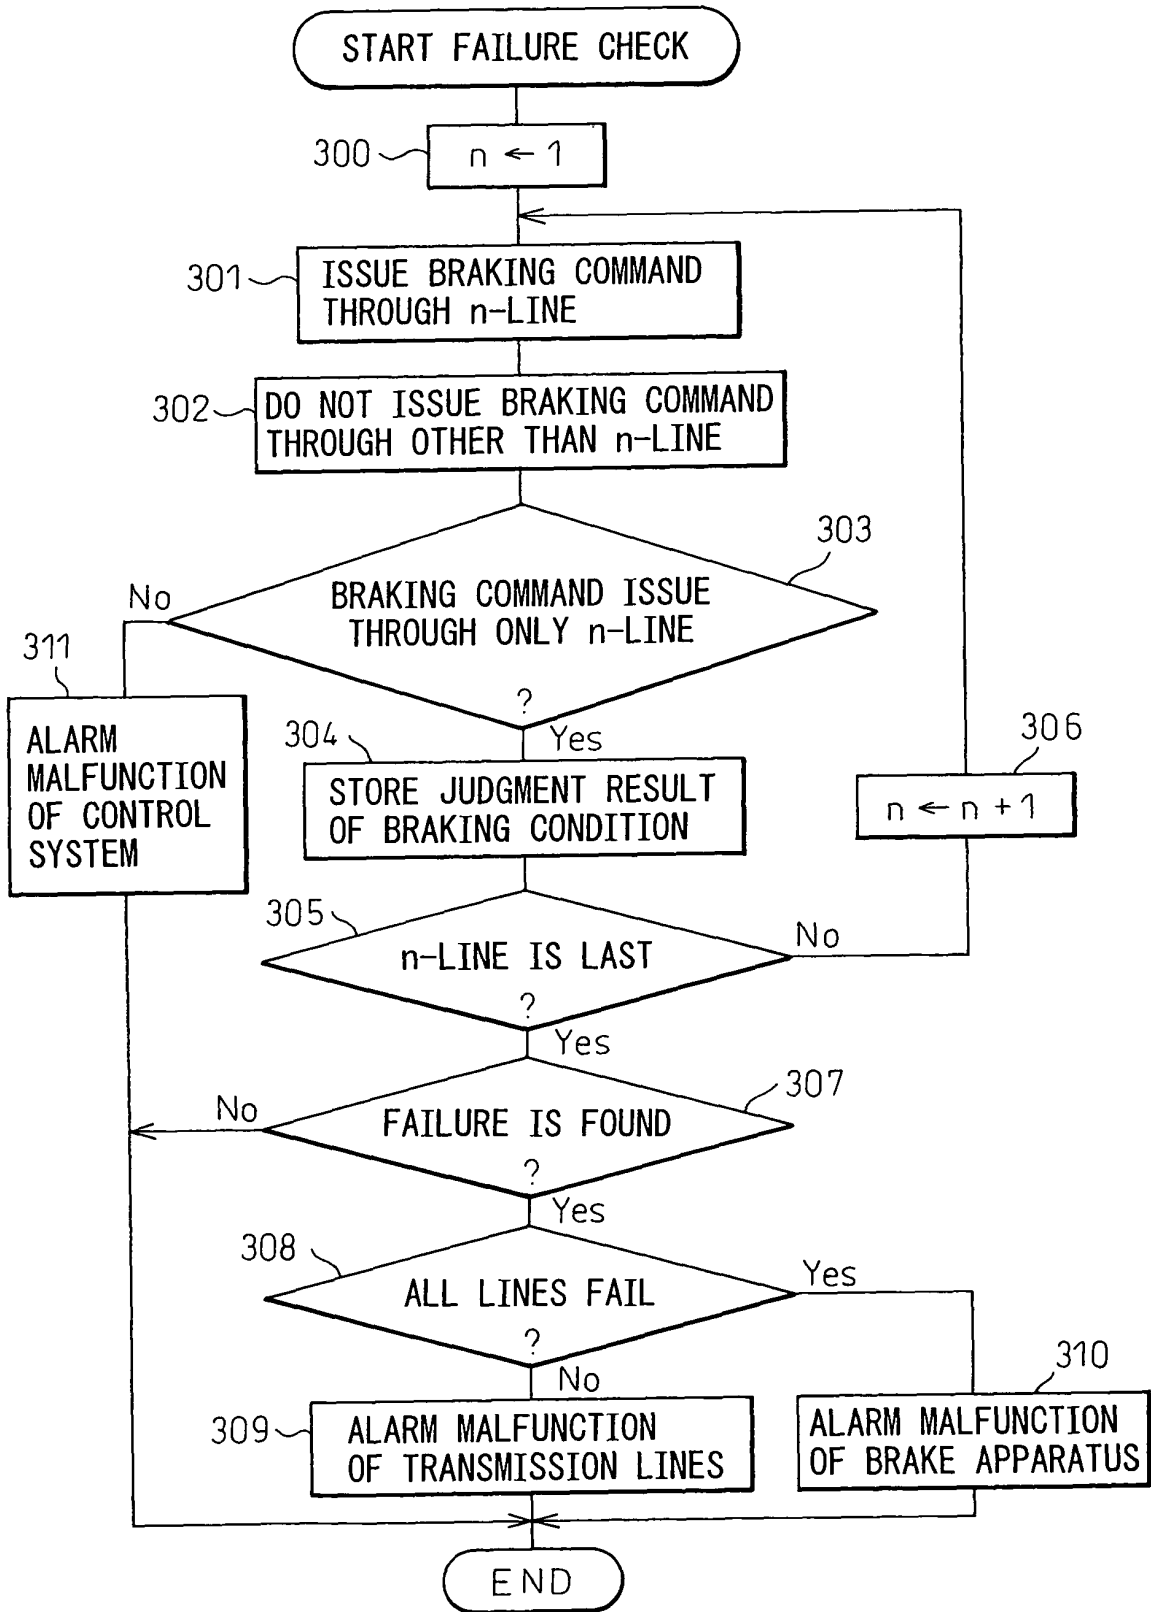 START FAILURE CHECK
300
n ← 1
301
ISSUE BRAKING COMMAND
THROUGH n-LINE
302
DO NOT ISSUE BRAKING COMMAND
THROUGH OTHER THAN n-LINE
303
No
BRAKING COMMAND ISSUE
THROUGH ONLY n-LINE
?
311
Yes
304
ALARM
MALFUNCTION
OF CONTROL
SYSTEM
STORE JUDGMENT RESULT
OF BRAKING CONDITION
306
n ← n + 1
305
n-LINE IS LAST
?
No
Yes
307
No
FAILURE IS FOUND
?
Yes
308
ALL LINES FAIL
?
Yes
No
310
309
ALARM MALFUNCTION
OF TRANSMISSION LINES
ALARM MALFUNCTION
OF BRAKE APPARATUS
END